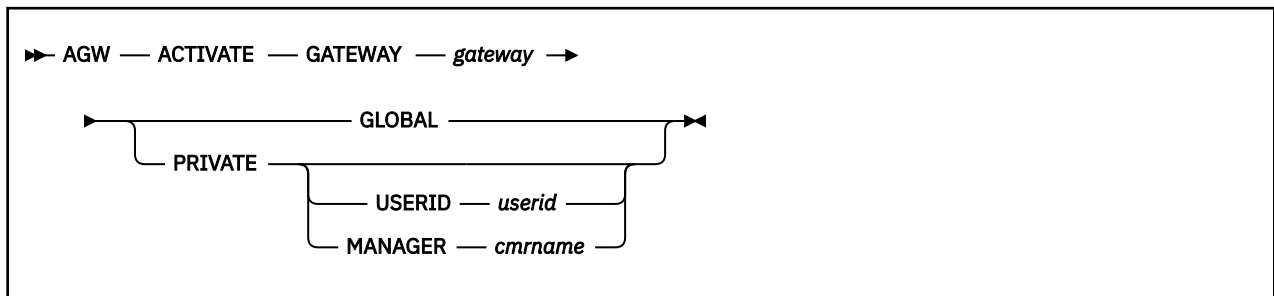 AGW ACTIVATE GATEWAY gateway
GLOBAL
PRIVATE
USERID userid
MANAGER cmrname